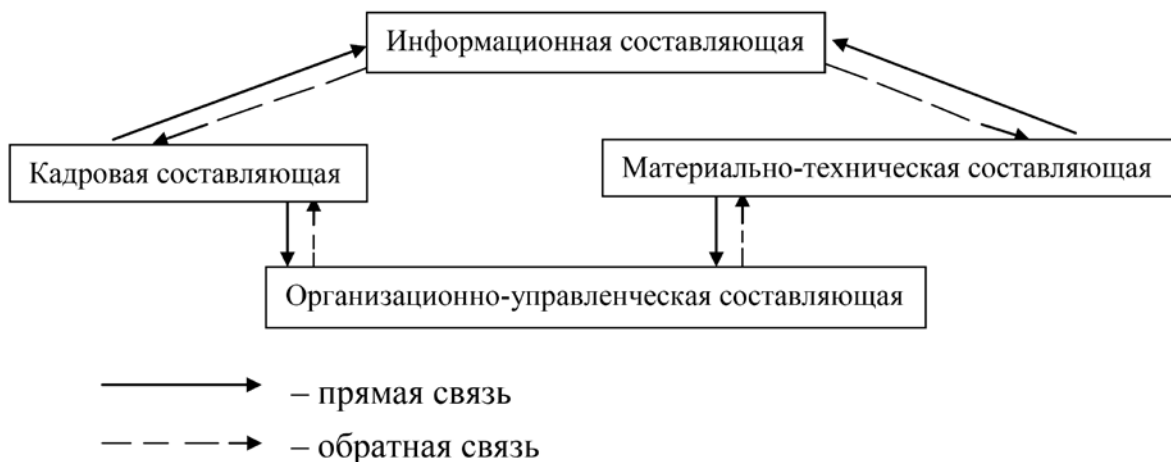 Информационная составляющая
Кадровая составляющая
Материально-техническая составляющая
Организационно-управленческая составляющая
– прямая связь
– обратная связь